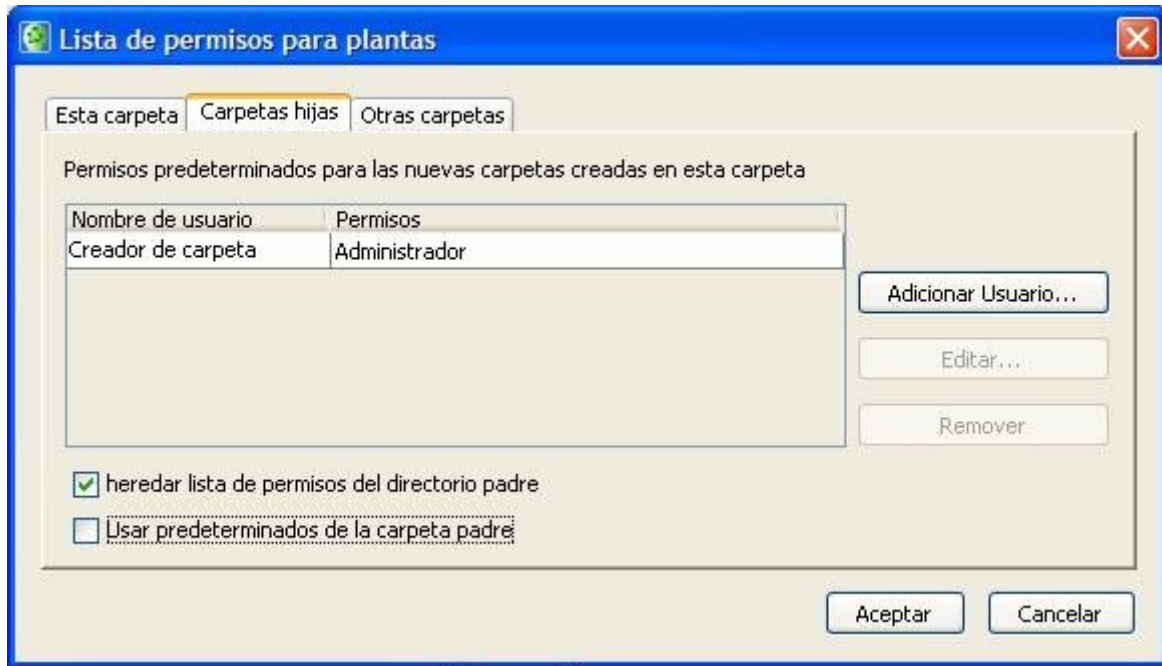 Lista de permisos para plantas
Esta carpeta Carpetas hijas Otras carpetas
Permisos predeterminados para las nuevas carpetas creadas en esta carpeta
Nombre de usuario Permisos
Creador de carpeta Administrador
Adicionar Usuario...
Editar...
Remover
heredar lista de permisos del directorio padre
Usar predeterminados de la carpeta padre
Aceptar Cancelar